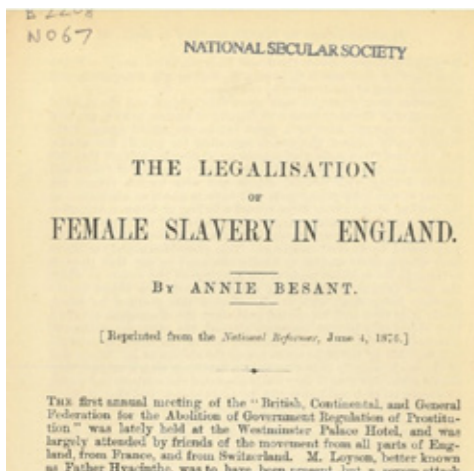 B 2208
N067
NATIONAL SECULAR SOCIETY
THE LEGALISATION
OF
FEMALE SLAVERY IN ENGLAND.
BY ANNIE BESANT.
[Reprinted from the National Reformer, June 4, 1876.]
THE first annual meeting of the "British, Continental, and General
Federation for the Abolition of Government Regulation of Prostitu-
tion" was lately held at the Westminster Palace Hotel, and was
largely attended by friends of the movement from all parts of Eng-
land, from France, and from Switzerland. M. Loyson, better known
as Father Hyacinthe, was to have been present, but a